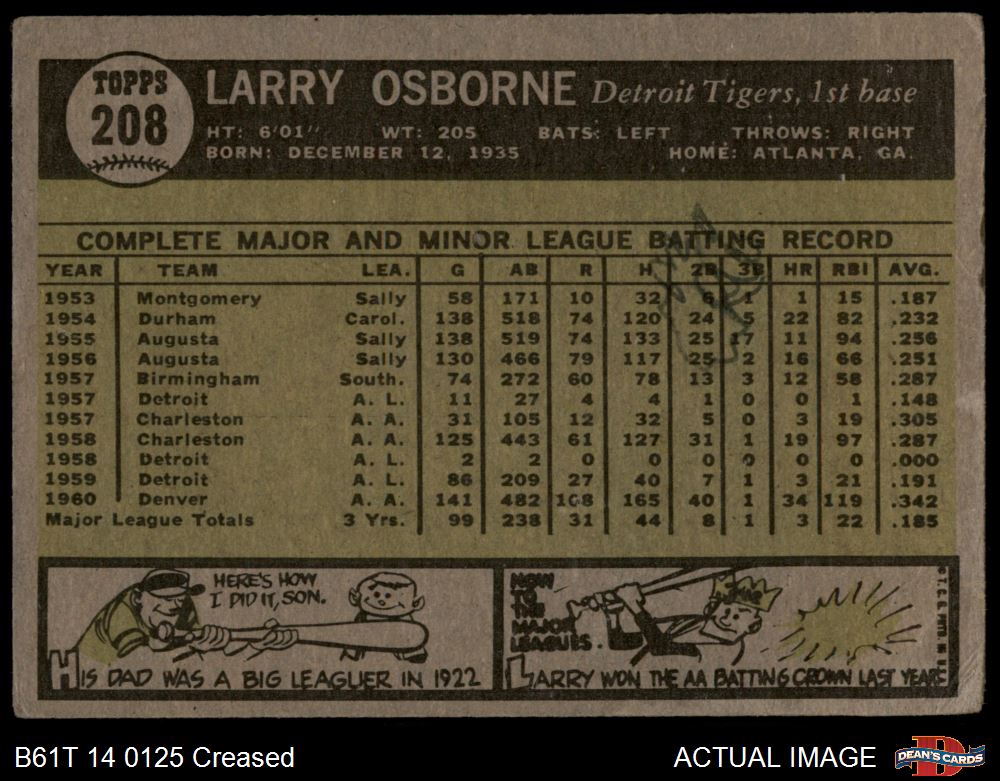 TOPPS
208
LARRY OSBORNE Detroit Tigers, 1st base
HT: 6'01" WT: 205 BATS: LEFT THROWS: RIGHT
BORN: DECEMBER 12, 1935 HOME: ATLANTA, GA.
COMPLETE MAJOR AND MINOR LEAGUE BATTING RECORD
YEAR TEAM LEA. G AB R H 2B 3B HR RBI AVG.
1953 Montgomery Sally 58 171 10 32 6 1 1 15 .187
1954 Durham Carol. 138 518 74 120 24 5 22 82 .232
1955 Augusta Sally 138 519 74 133 25 17 11 94 .256
1956 Augusta Sally 130 466 79 117 25 2 16 66 .251
1957 Birmingham South. 74 272 60 78 13 3 12 58 .287
1957 Detroit A. L. 11 27 4 4 1 0 0 1 .148
1957 Charleston A. A. 31 105 12 32 5 0 3 19 .305
1958 Charleston A. A. 125 443 61 127 31 1 19 97 .287
1958 Detroit A. L. 2 2 0 0 0 0 0 0 .000
1959 Detroit A. L. 86 209 27 40 7 1 3 21 .191
1960 Denver A. A. 141 482 108 165 40 1 34 119 .342
Major League Totals 3 Yrs. 99 238 31 44 8 1 3 22 .185
HERE'S HOW
I DID IT, SON.
HIS DAD WAS A BIG LEAGUER IN 1922
NOW
TO
THE
MAJOR
LEAGUES.
LARRY WON THE AA BATTING CROWN LAST YEAR
© T.C.G. PRTD. IN U.S.A.
B61T 14 0125 Creased
ACTUAL IMAGE
D
DEAN'S CARDS